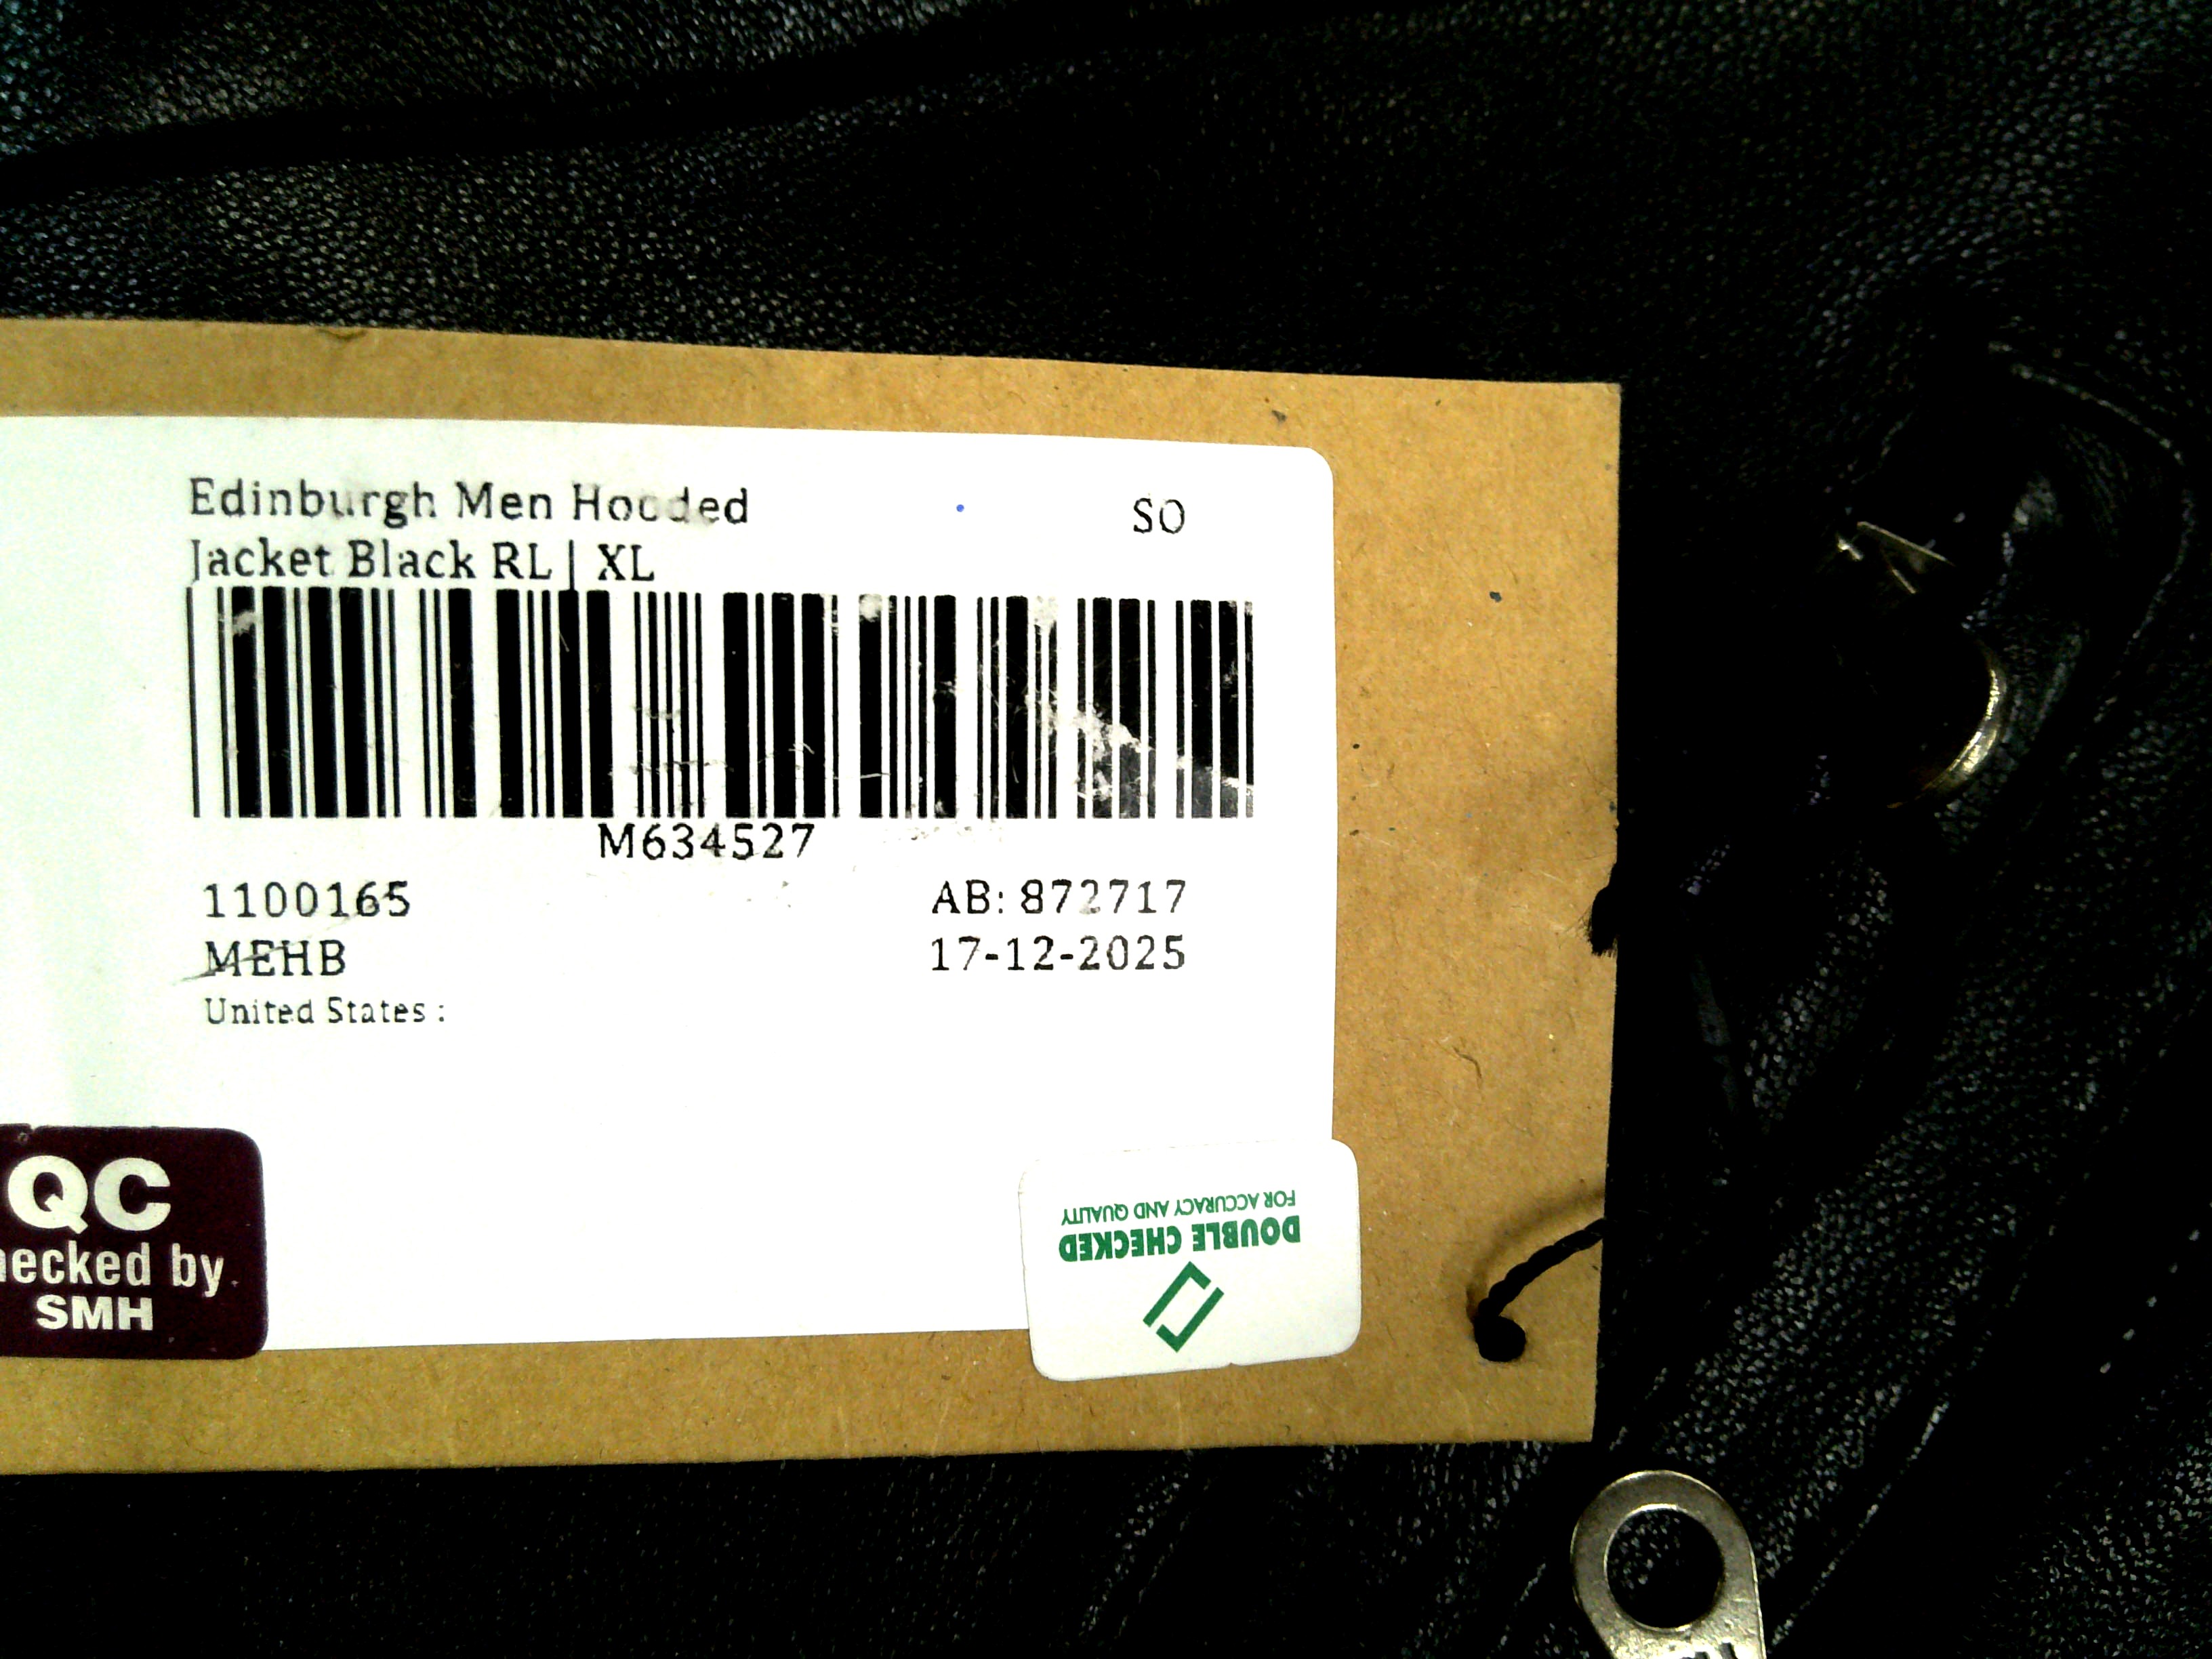 Edinburgh Men Hooded
Jacket Black RL | XL
SO
M634527
1100165
AB: 872717
MEHB
17-12-2025
United States :
QC
hecked by
SMH
DOUBLE CHECKED
FOR ACCURACY AND QUALITY